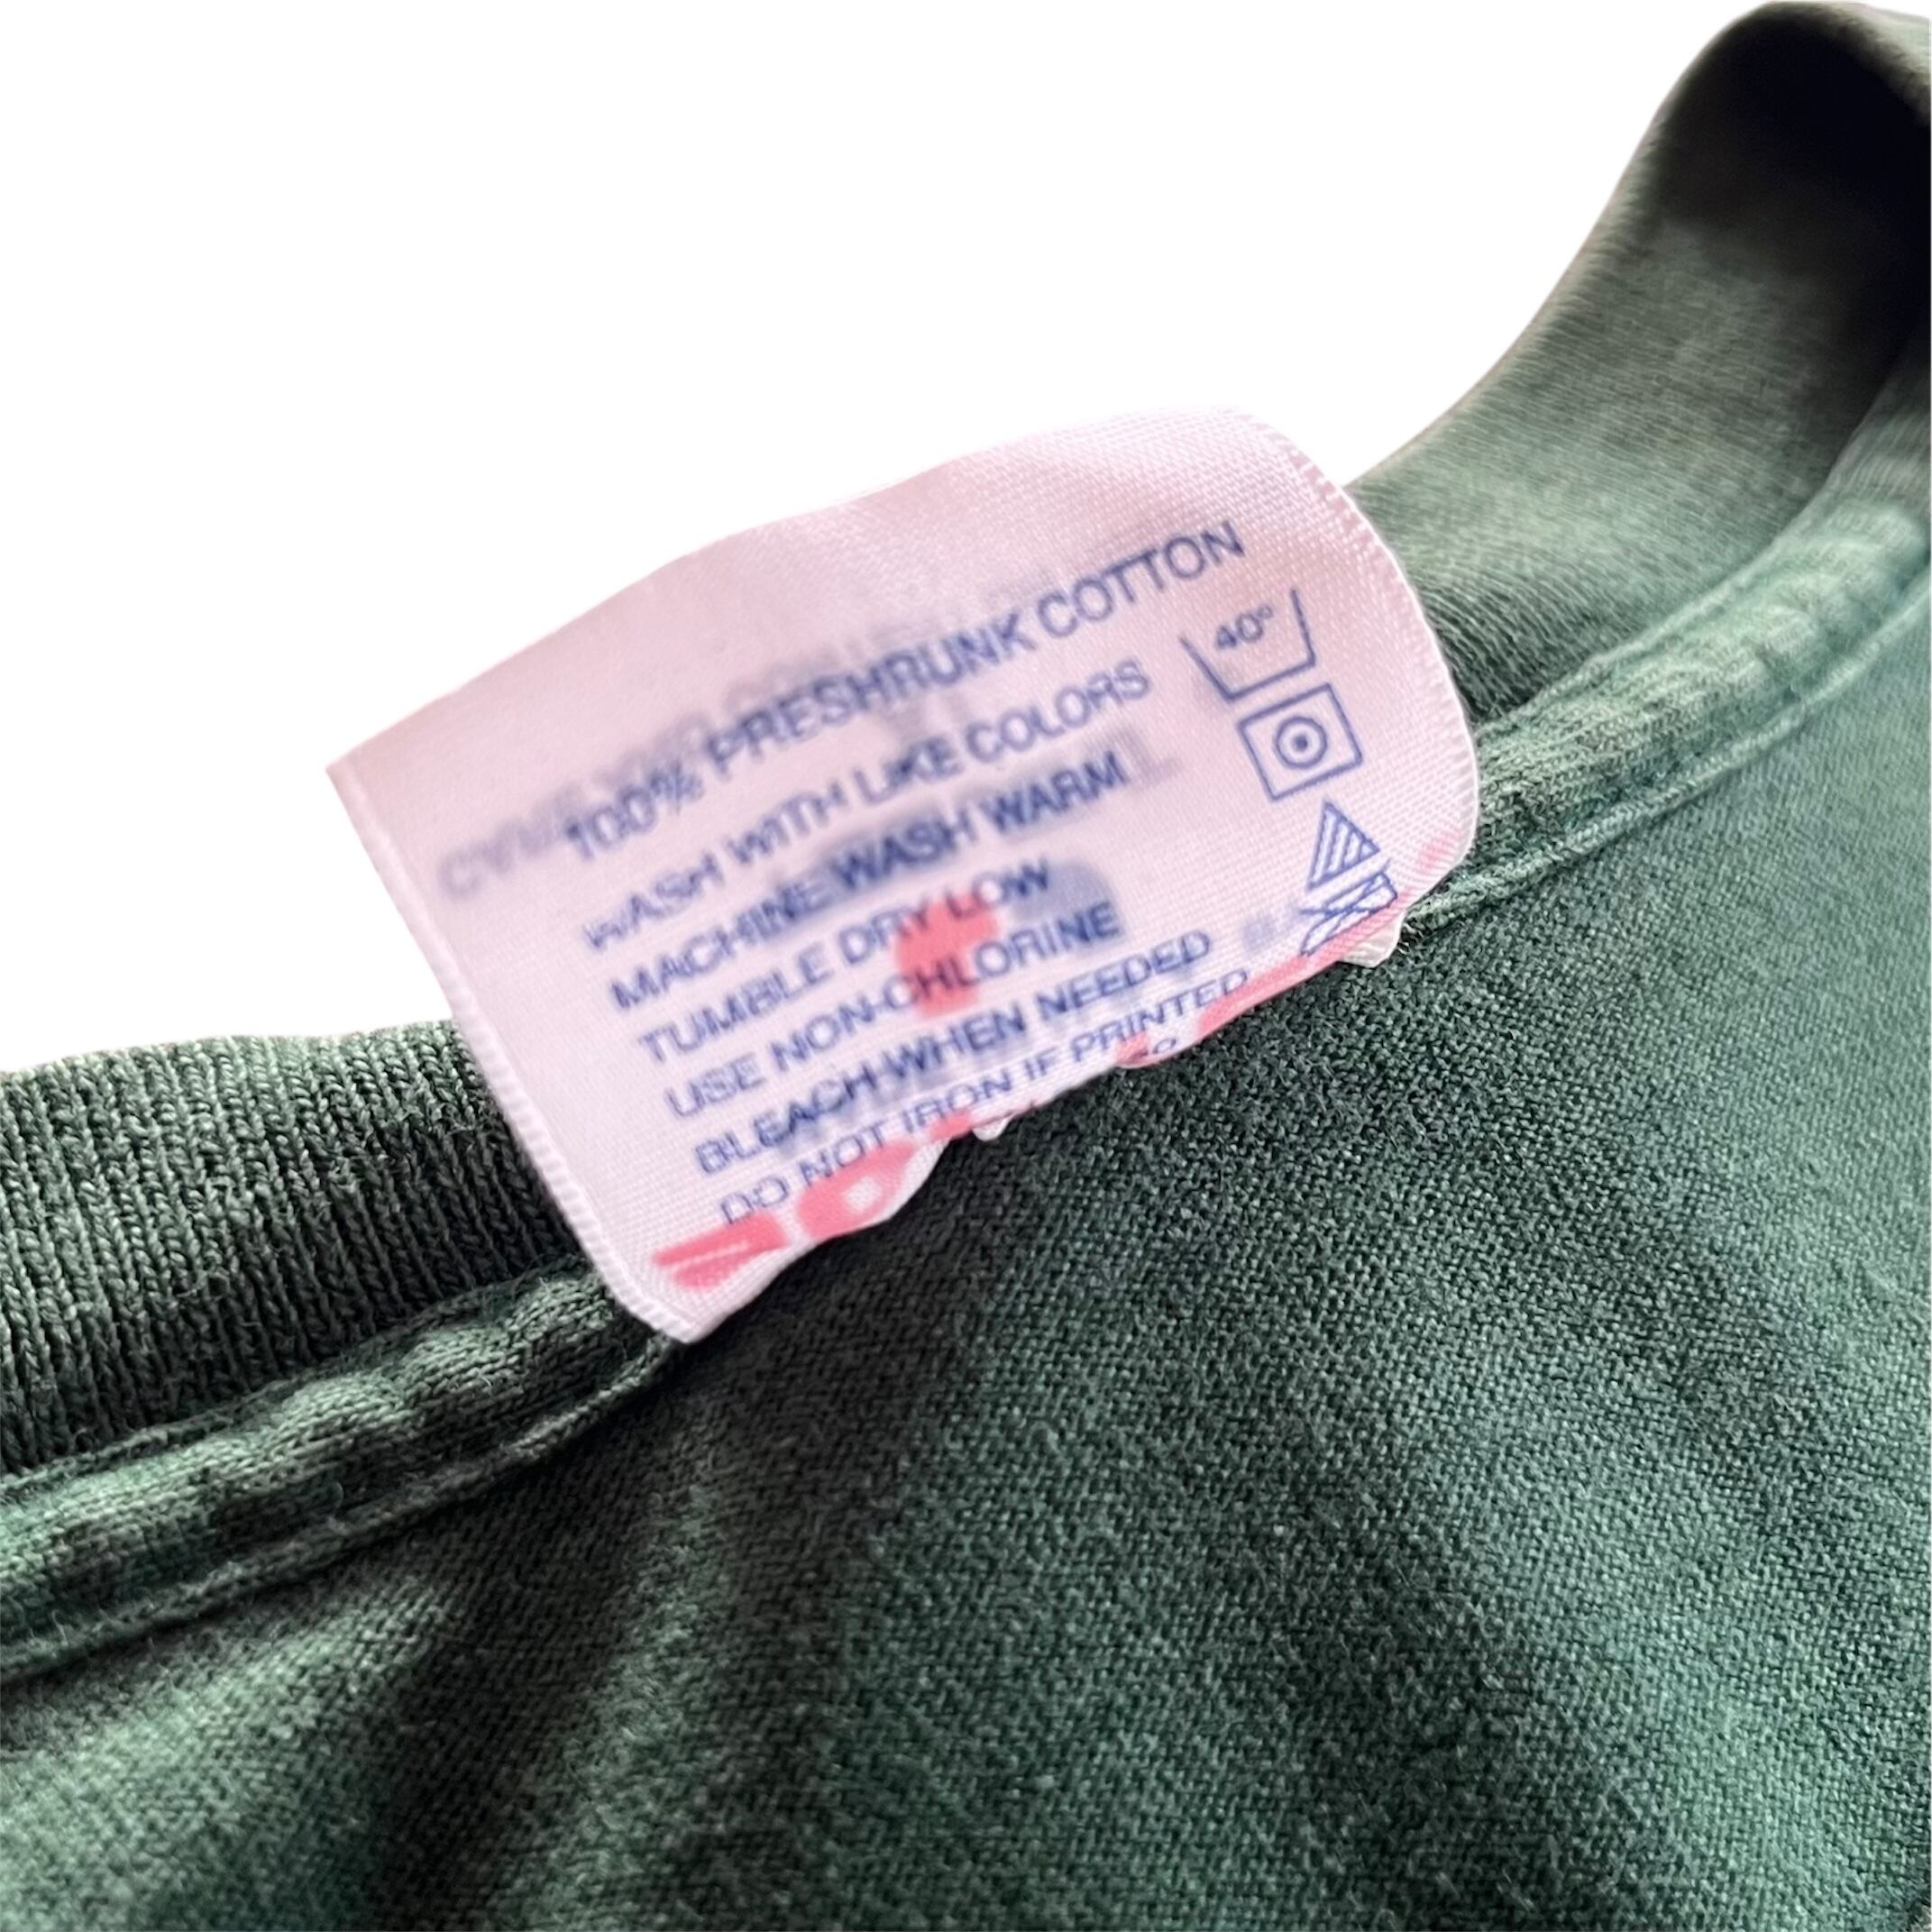 100% PRESHRUNK COTTON
WASH WITH LIKE COLORS
MACHINE WASH WARM
TUMBLE DRY LOW
USE NON-CHLORINE
BLEACH WHEN NEEDED
DO NOT IRON IF PRINTED
40°